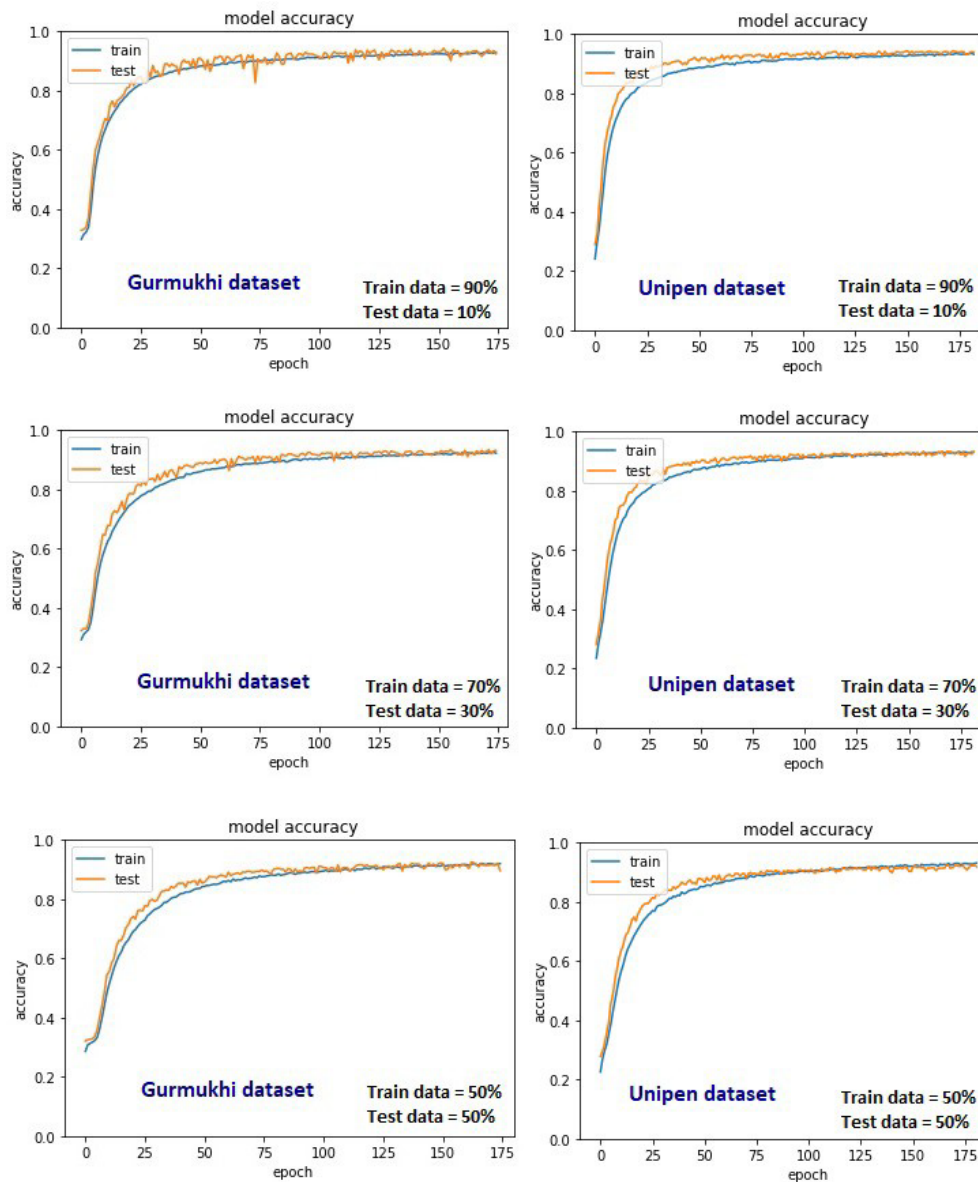 model accuracy
1.0
0.8
0.6
0.4
0.2
0.0
accuracy
train
test
Gurmukhi dataset
Train data = 90%
Test data = 10%
0 25 50 75 100 125 150 175
epoch
model accuracy
1.0
0.8
0.6
0.4
0.2
0.0
accuracy
train
test
Unipen dataset
Train data = 90%
Test data = 10%
0 25 50 75 100 125 150 175
epoch
model accuracy
1.0
0.8
0.6
0.4
0.2
0.0
accuracy
train
test
Gurmukhi dataset
Train data = 70%
Test data = 30%
0 25 50 75 100 125 150 175
epoch
model accuracy
1.0
0.8
0.6
0.4
0.2
0.0
accuracy
train
test
Unipen dataset
Train data = 70%
Test data = 30%
0 25 50 75 100 125 150 175
epoch
model accuracy
1.0
0.8
0.6
0.4
0.2
0.0
accuracy
train
test
Gurmukhi dataset
Train data = 50%
Test data = 50%
0 25 50 75 100 125 150 175
epoch
model accuracy
1.0
0.8
0.6
0.4
0.2
0.0
accuracy
train
test
Unipen dataset
Train data = 50%
Test data = 50%
0 25 50 75 100 125 150 175
epoch